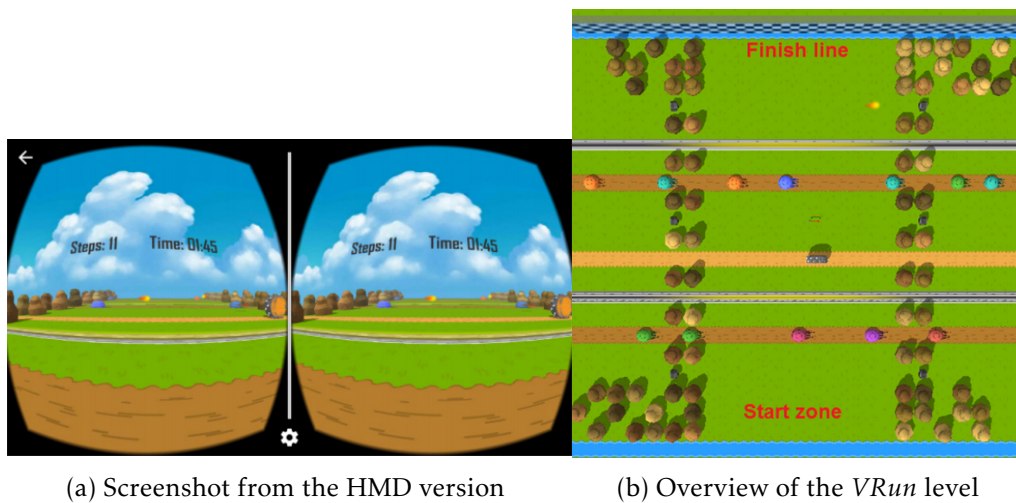 Finish line
Steps: 11 Time: 01:45
Steps: 11 Time: 01:45
Start zone
(a) Screenshot from the HMD version
(b) Overview of the VRun level